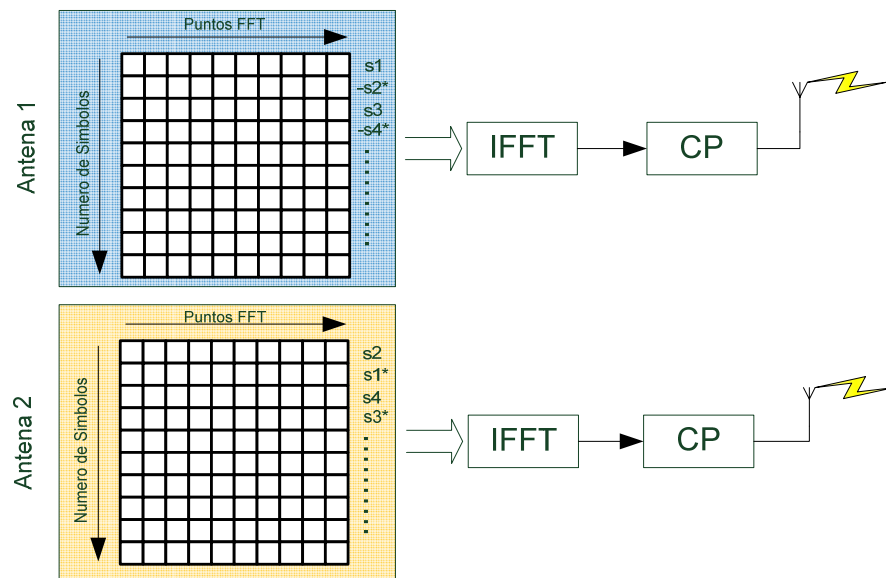 Puntos FFT
Antena 1
Numero de Simbolos
s1
-s2*
s3
-s4*
IFFT
CP
Puntos FFT
Antena 2
Numero de Simbolos
s2
s1*
s4
s3*
IFFT
CP